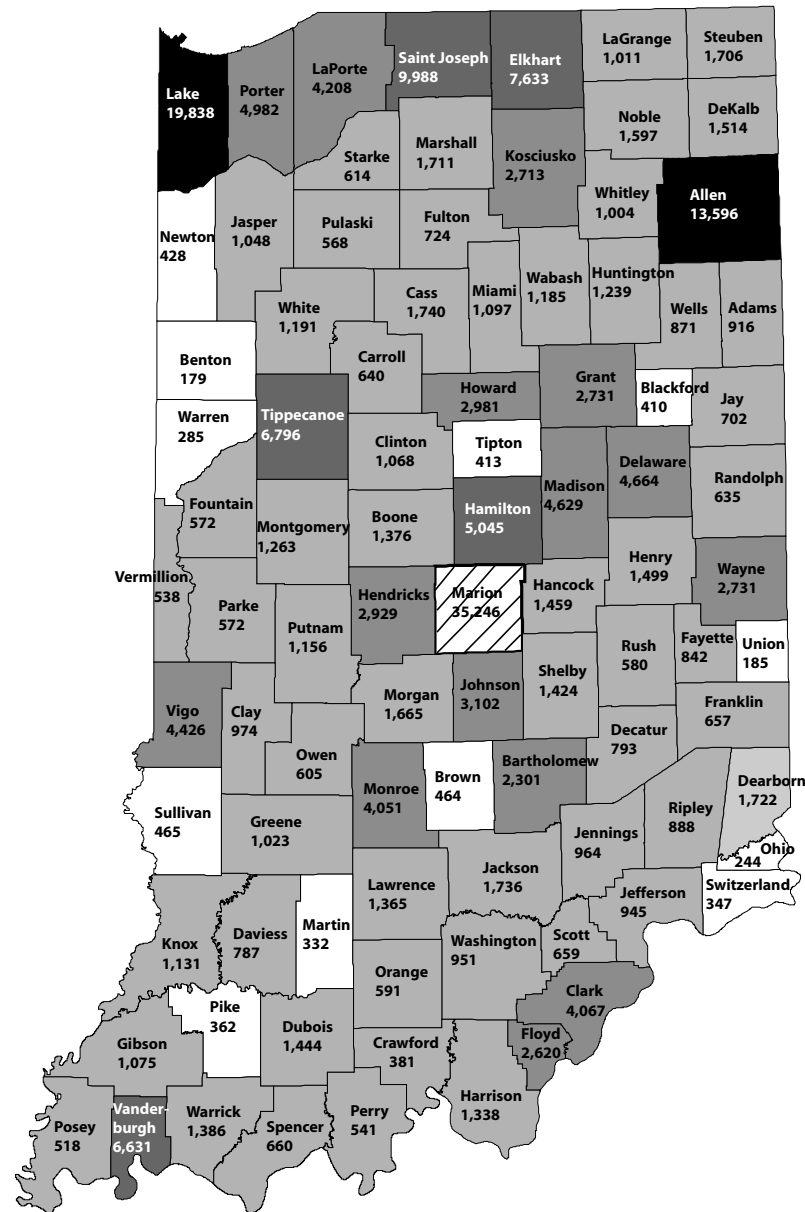 Lake
19,838
Porter
4,982
LaPorte
4,208
Saint Joseph
9,988
Elkhart
7,633
LaGrange
1,011
Steuben
1,706
Noble
1,597
DeKalb
1,514
Starke
614
Marshall
1,711
Kosciusko
2,713
Whitley
1,004
Allen
13,596
Newton
428
Jasper
1,048
Pulaski
568
Fulton
724
White
1,191
Cass
1,740
Miami
1,097
Wabash
1,185
Huntington
1,239
Wells
871
Adams
916
Benton
179
Carroll
640
Howard
2,981
Grant
2,731
Blackford
410
Jay
702
Warren
285
Tippecanoe
6,796
Clinton
1,068
Tipton
413
Madison
4,629
Delaware
4,664
Randolph
635
Fountain
572
Montgomery
1,263
Boone
1,376
Hamilton
5,045
Henry
1,499
Wayne
2,731
Vermillion
538
Parke
572
Putnam
1,156
Hendricks
2,929
Marion
35,246
Hancock
1,459
Rush
580
Fayette
842
Union
185
Vigo
4,426
Clay
974
Owen
605
Morgan
1,665
Johnson
3,102
Shelby
1,424
Decatur
793
Franklin
657
Sullivan
465
Greene
1,023
Monroe
4,051
Brown
464
Bartholomew
2,301
Jennings
964
Ripley
888
Dearborn
1,722
Ohio
244
Switzerland
347
Knox
1,131
Daviess
787
Martin
332
Lawrence
1,365
Jackson
1,736
Jefferson
945
Washington
951
Scott
659
Orange
591
Clark
4,067
Gibson
1,075
Pike
362
Dubois
1,444
Crawford
381
Floyd
2,620
Harrison
1,338
Posey
518
Vander-
burgh
6,631
Warrick
1,386
Spencer
660
Perry
541